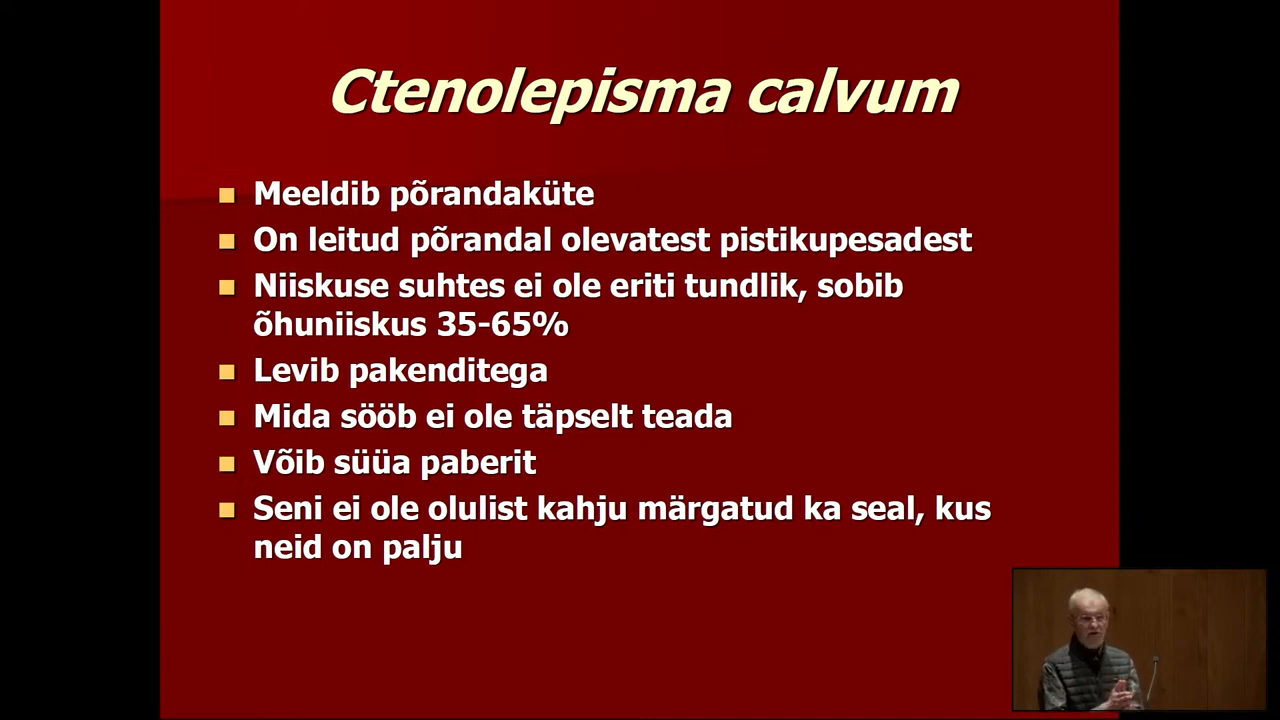 Ctenolepisma calvum
Meeldib põrandaküte
On leitud põrandal olevatest pistikupesadest
Niiskuse suhtes ei ole eriti tundlik, sobib
õhuniiskus 35-65%
Levib pakenditega
Mida sööb ei ole täpselt teada
Võib süüa paberit
Seni ei ole olulist kahju märgatud ka seal, kus
neid on palju